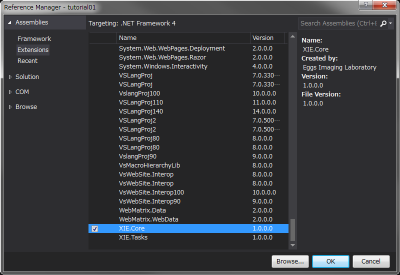 Reference Manager - tutorial01
Assemblies
Framework
Extensions
Recent
Solution
COM
Browse
Targeting: .NET Framework 4
Name Version
System.Web.WebPages.Deployment 2.0.0.0
System.Web.WebPages.Razor 2.0.0.0
System.Windows.Interactivity 4.0.0.0
VSLangProj 7.0.330···
VSLangProj 7.0.330···
VslangProj100 10.0.0.0
VSLangProj110 11.0.0.0
VSLangProj140 14.0.0.0
VSLangProj2 7.0.500···
VSLangProj2 7.0.500···
VSLangProj80 8.0.0.0
VSLangProj80 8.0.0.0
Vslangproj90 9.0.0.0
VsMacroHierarchyLib 8.0.0.0
VsWebSite.Interop 8.0.0.0
VsWebSite.Interop 8.0.0.0
VsWebSite.Interop100 10.0.0.0
VsWebSite.Interop90 9.0.0.0
WebMatrix.Data 2.0.0.0
WebMatrix.WebData 2.0.0.0
XIE.Core 1.0.0.0
XIE.Tasks 1.0.0.0
Search Assemblies (Ctrl+E)
Name:
XIE.Core
Created by:
Eggs Imaging Laboratory
Version:
1.0.0.0
File Version:
1.0.0.0
Browse... OK Cancel